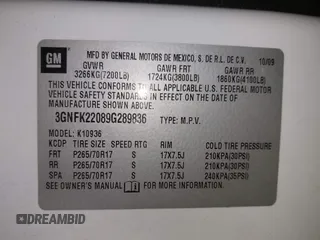 GM
MFD BY GENERAL MOTORS DE MEXICO, S. DE R.L. DE C.V. 10/09
GVWR GAWR FRT GAWR RR
3266KG(7200LB) 1724KG(3800LB) 1860KG(4100LB)
THIS VEHICLE CONFORMS TO ALL APPLICABLE U.S. FEDERAL MOTOR
VEHICLE SAFETY STANDARDS IN EFFECT ON THE DATE OF
MANUFACTURE SHOWN ABOVE.
3GNFK22089G289836 TYPE: M.P.V.
MODEL: K10936
KCDP TIRE SIZE SPEED RTG RIM COLD TIRE PRESSURE
FRT P265/70R17 S 17X7.5J 210KPA(30PSI)
RR P265/70R17 S 17X7.5J 210KPA(30PSI)
SPA P265/70R17 S 17X7.5J 240KPA(35PSI)
SEE OWNER'S MANUAL FOR ADDITIONAL INFORMATION.
DREAMBID